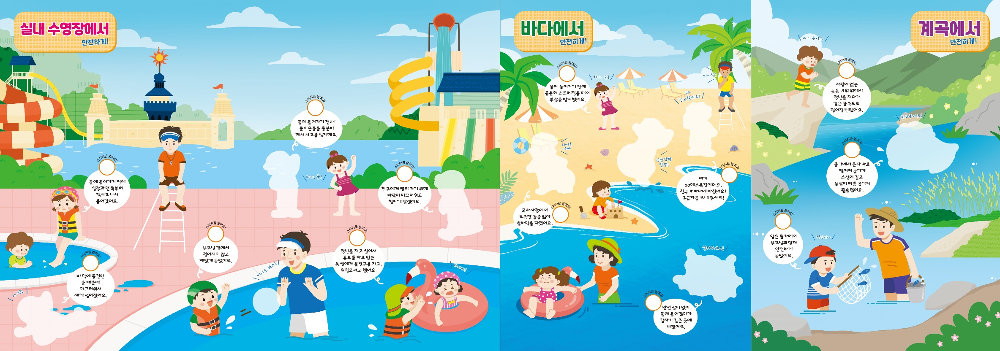 실내 수영장에서
안전하게!
스티커를 붙여요!
물에 들어가기 전에
준비운동을 충분히
해서 사고를 방지해요.
스티커를 붙여요!
물에 들어가기 전에
심장과 먼 쪽부터
적시고 나서
들어갔어요.
하나, 둘!
스티커를 붙여요!
친구에게 빨리 가기 위해
바닥이 미끄러워도
힘차게 달렸어요.
스티커를 붙여요!
부모님 곁에서
떨어지지 않고
재밌게 놀았어요.
스티커를 붙여요!
장난을 치고 싶어서
튜브를 타고 있는
동생에게 물장구를 치고,
뒤집으려고 했어요.
스티커를 붙여요!
바닥에 흥건한
물 때문에
미끄러워서
세게 넘어졌어요.
아~얏!
여기로 패스!
하지마!
바다에서
안전하게!
스티커를 붙여요!
물에 들어가기 전에
충분히 스트레칭을 해서
부상을 방지했어요.
하나, 둘!
삐이익!
119
신고할게요!
아야!
아파
긴급상황
발생!
스티커를 붙여요!
여기
00해수욕장인데요.
친구가 바다에 빠졌어요!
구급차를 보내 주세요!
스티커를 붙여요!
모래사장에서
뾰족한 돌을 밟아
발바닥을 다졌어요.
살려주세요!
스티커를 붙여요!
안전 장비 없이
물에 들어갔다가
갑자기 깊은 곳에
빠졌어요.
계곡에서
안전하게!
으으 무서워
스티커를 붙여요!
사람이 없는
높은 바위 위에서
장난을 치다가
깊은 물속으로
떨어질 뻔했어요.
도와주세요!
스티커를 붙여요!
물가에서 혼자 따로
떨어져 놀다가
수심이 깊고
물살이 빠른 곳까지
휩쓸렸어요.
스티커를 붙여요!
얕은 물가에서
부모님과 함께
안전하게
놀았어요.
신난다~